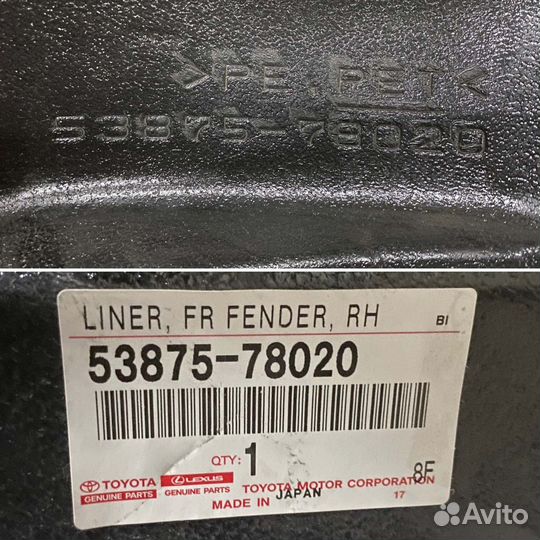 >PE,PET<
53875-78020
LINER, FR FENDER, RH BI
53875-78020
QTY: 1
8F
TOYOTA LEXUS TOYOTA MOTOR CORPORATION
GENUINE PARTS GENUINE PARTS MADE IN JAPAN 17
Avito